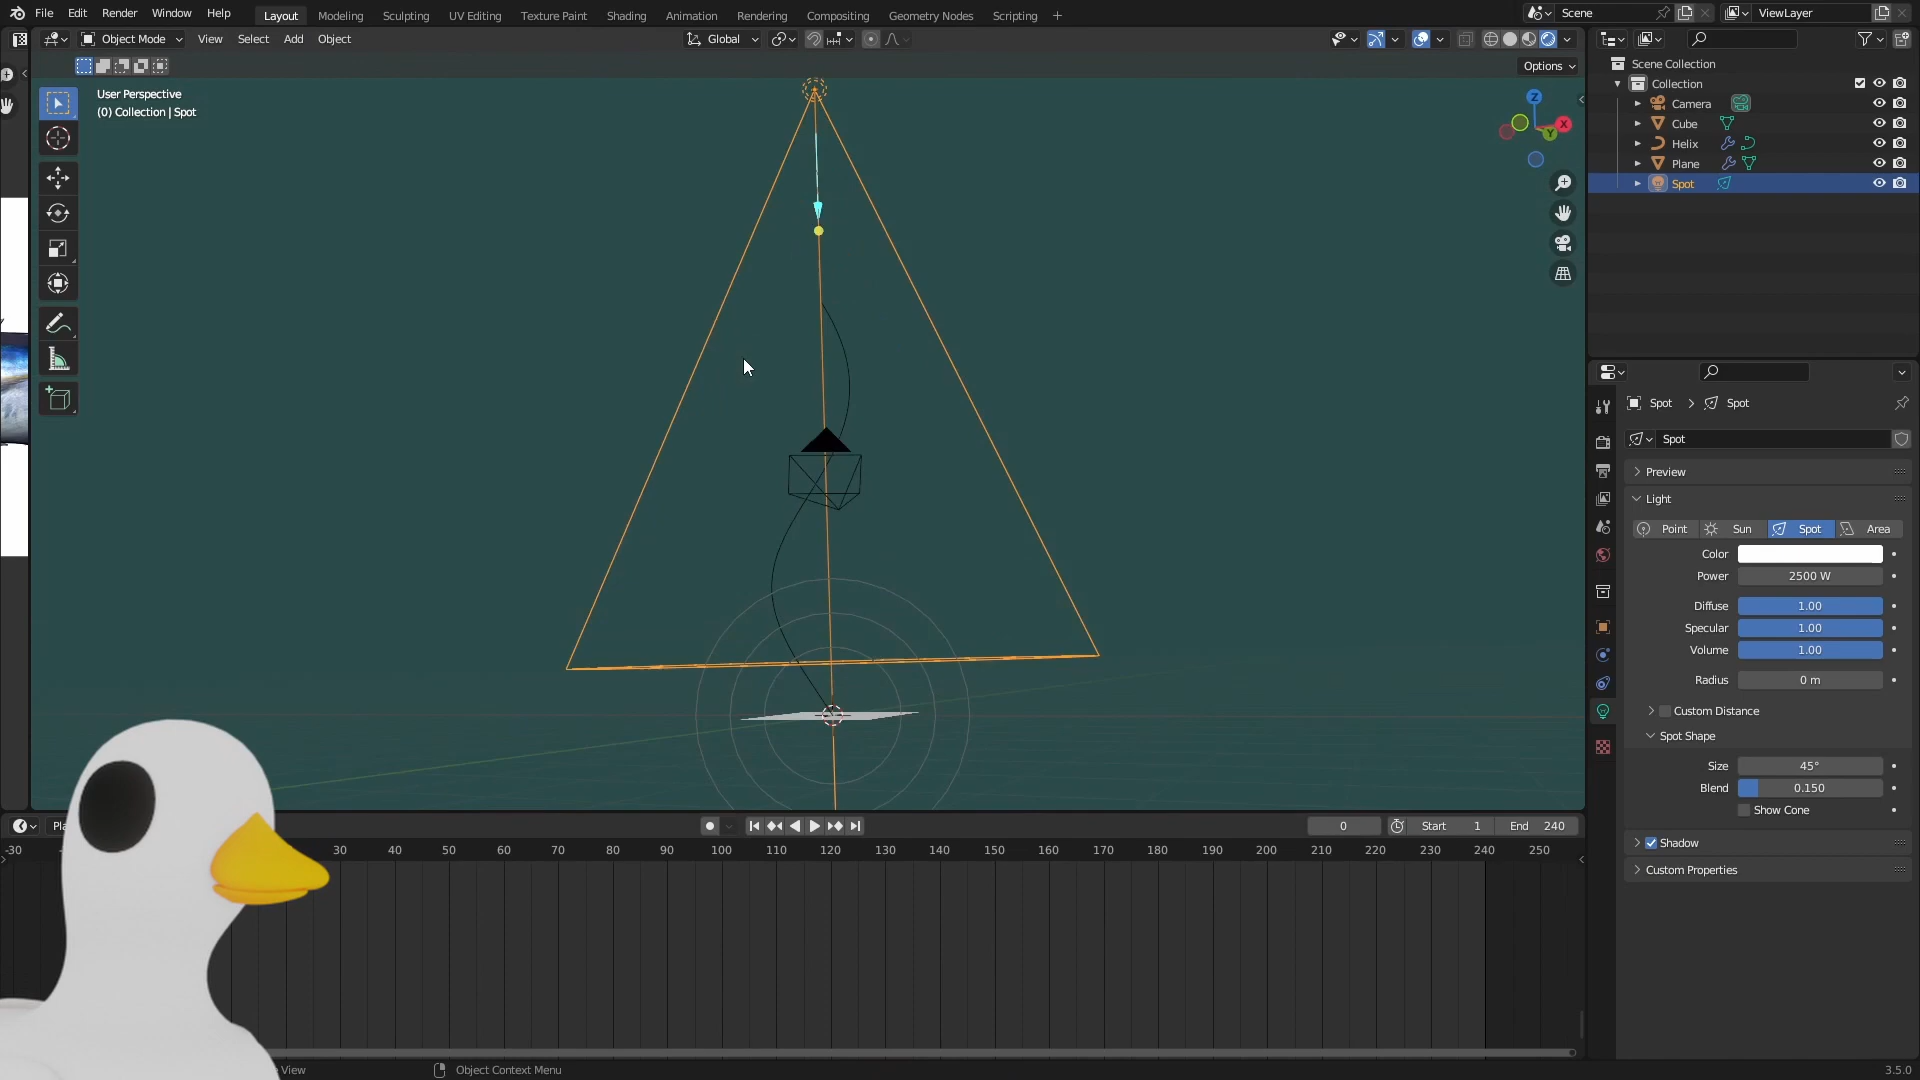 File Edit Render Window Help Layout Modeling Sculpting UV Editing Texture Paint Shading Animation Rendering Compositing Geometry Nodes Scripting + Scene ViewLayer
Object Mode View Select Add Object Global
Options
User Perspective
(0) Collection | Spot
Z
X
Y
Scene Collection
Collection
Camera
Cube
Helix
Plane
Spot
Spot > Spot
Spot
Preview
Light
Point Sun Spot Area
Color
Power 2500 W
Diffuse 1.00
Specular 1.00
Volume 1.00
Radius 0 m
Custom Distance
Spot Shape
Size 45°
Blend 0.150
Show Cone
Shadow
Custom Properties
0 Start 1 End 240
-30 30 40 50 60 70 80 90 100 110 120 130 140 150 160 170 180 190 200 210 220 230 240 250
View Object Context Menu 3.5.0